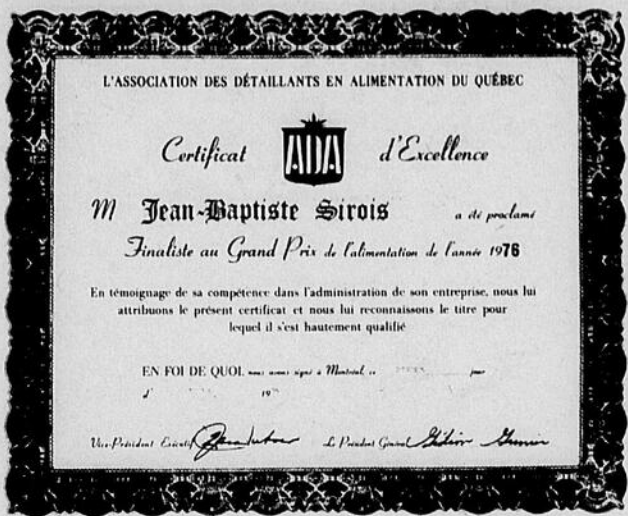 L'ASSOCIATION DES DÉTAILLANTS EN ALIMENTATION DU QUÉBEC
Certificat ADA d'Excellence
M Jean-Baptiste Sirois a été proclamé
Finaliste au Grand Prix de l'alimentation de l'année 1976
En témoignage de sa compétence dans l'administration de son entreprise, nous lui
attribuons le présent certificat et nous lui reconnaissons le titre pour
lequel il s'est hautement qualifié
EN FOI DE QUOI, nous avons signé à Montréal, ce jour
d' 19
Vice-Président Exécutif Le Président Général